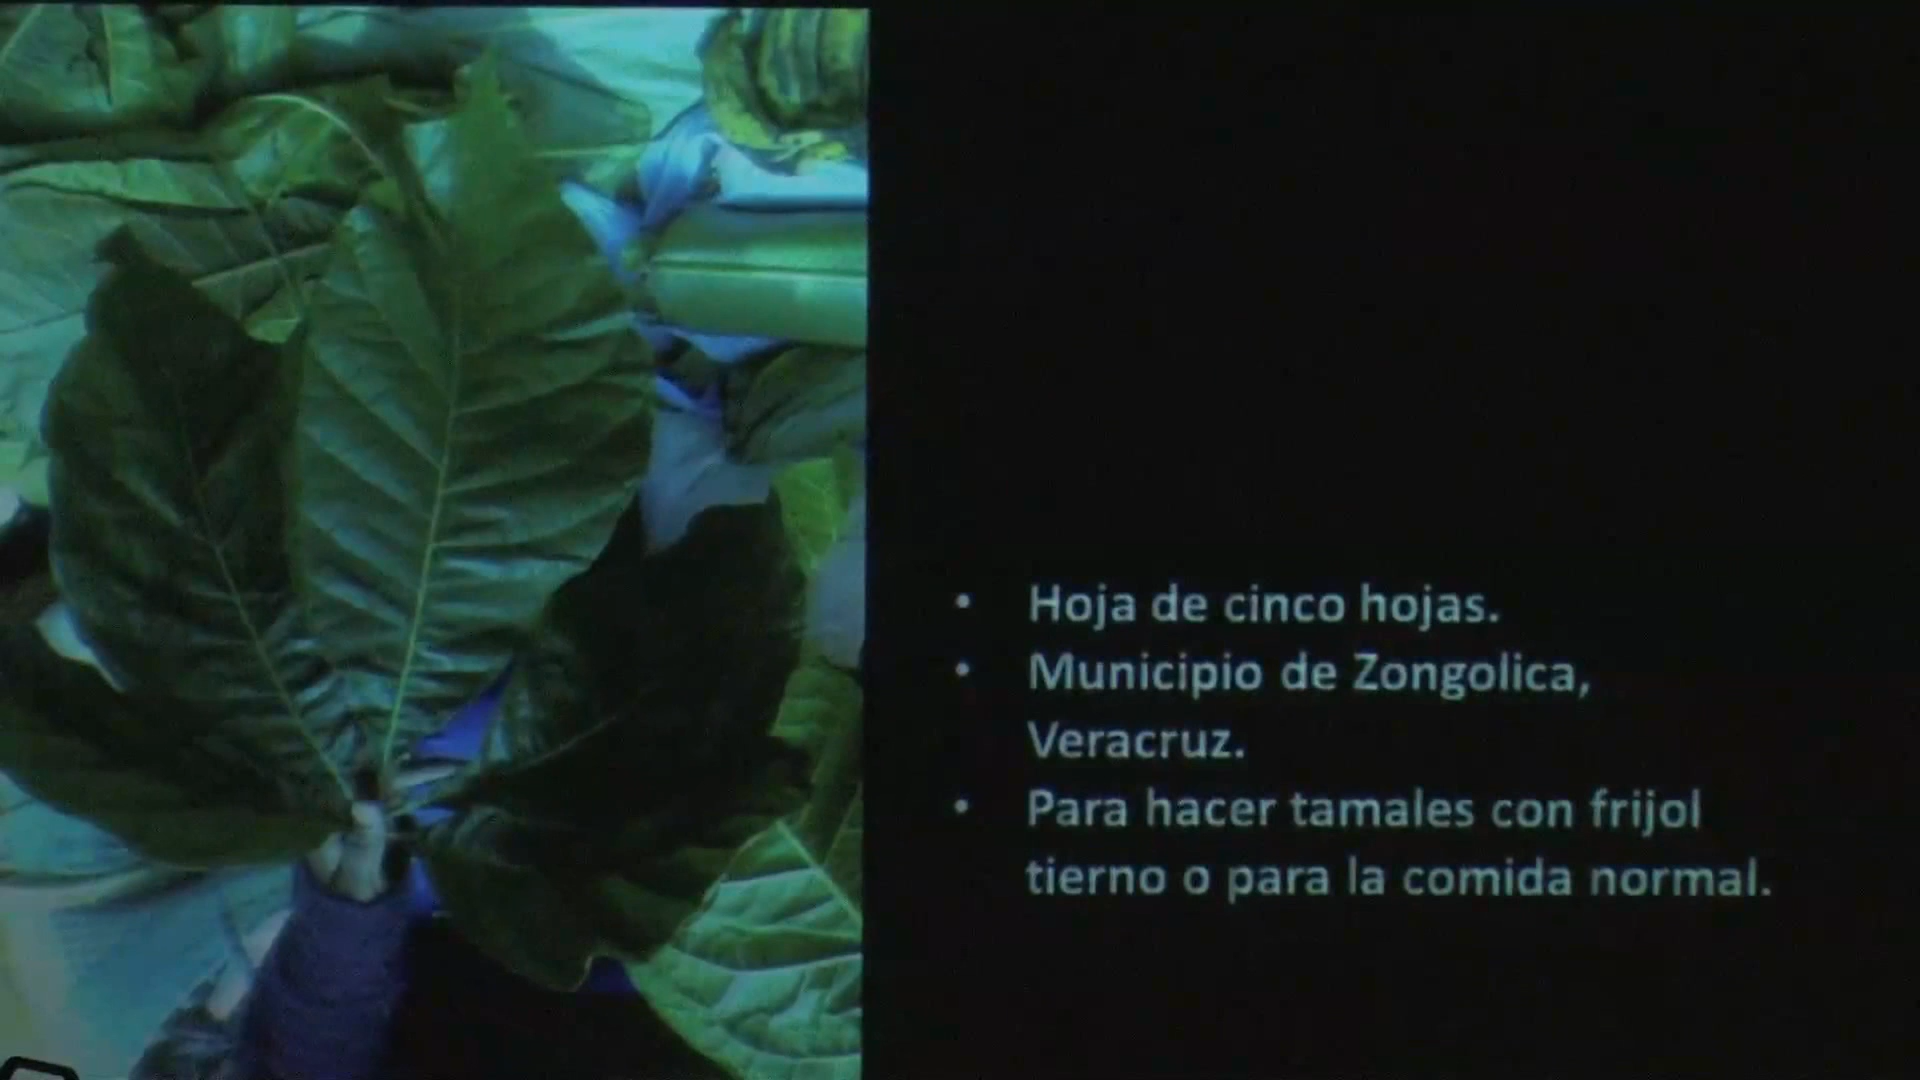 • Hoja de cinco hojas.
• Municipio de Zongolica,
Veracruz.
• Para hacer tamales con frijol
tierno o para la comida normal.